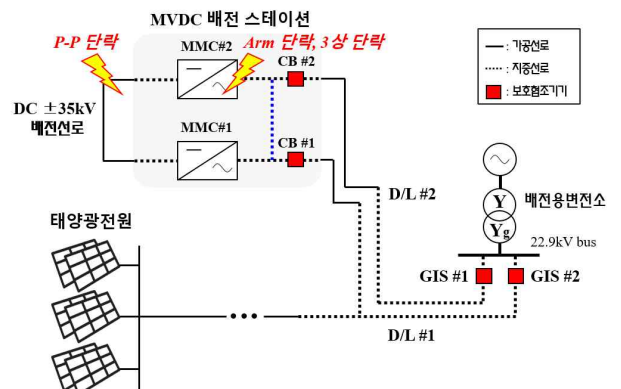 MVDC 배전 스테이션
P-P 단락
MMC#2
Arm 단락, 3상 단락
CB #2
DC ±35kV
배전선로
MMC#1
CB #1
: 가공선로
: 지중선로
: 보호협조기기
D/L #2
Y
Yg
배전용변전소
22.9kV bus
GIS #1
GIS #2
태양광전원
D/L #1